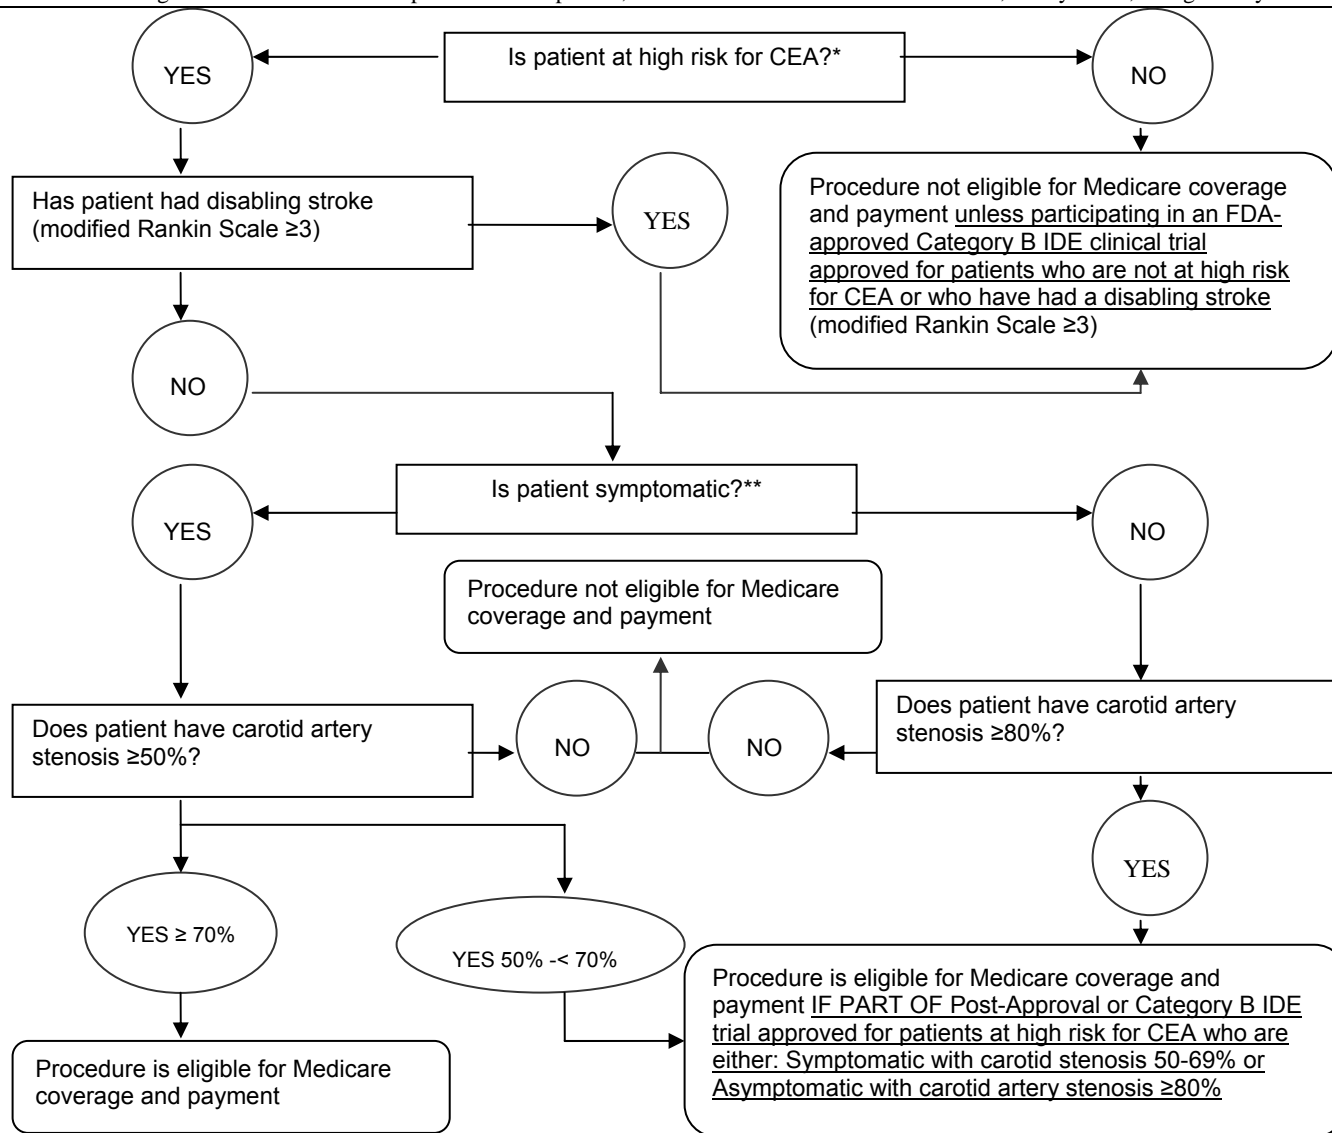 Is patient at high risk for CEA?*
YES
NO
Has patient had disabling stroke
(modified Rankin Scale ≥3)
YES
Procedure not eligible for Medicare coverage
and payment unless participating in an FDA-
approved Category B IDE clinical trial
approved for patients who are not at high risk
for CEA or who have had a disabling stroke
(modified Rankin Scale ≥3)
NO
Is patient symptomatic?**
YES
NO
Procedure not eligible for Medicare
coverage and payment
Does patient have carotid artery
stenosis ≥50%?
NO
NO
Does patient have carotid artery
stenosis ≥80%?
YES
YES ≥ 70%
YES 50% -< 70%
Procedure is eligible for Medicare coverage and
payment IF PART OF Post-Approval or Category B IDE
trial approved for patients at high risk for CEA who are
either: Symptomatic with carotid stenosis 50-69% or
Asymptomatic with carotid artery stenosis ≥80%
Procedure is eligible for Medicare
coverage and payment